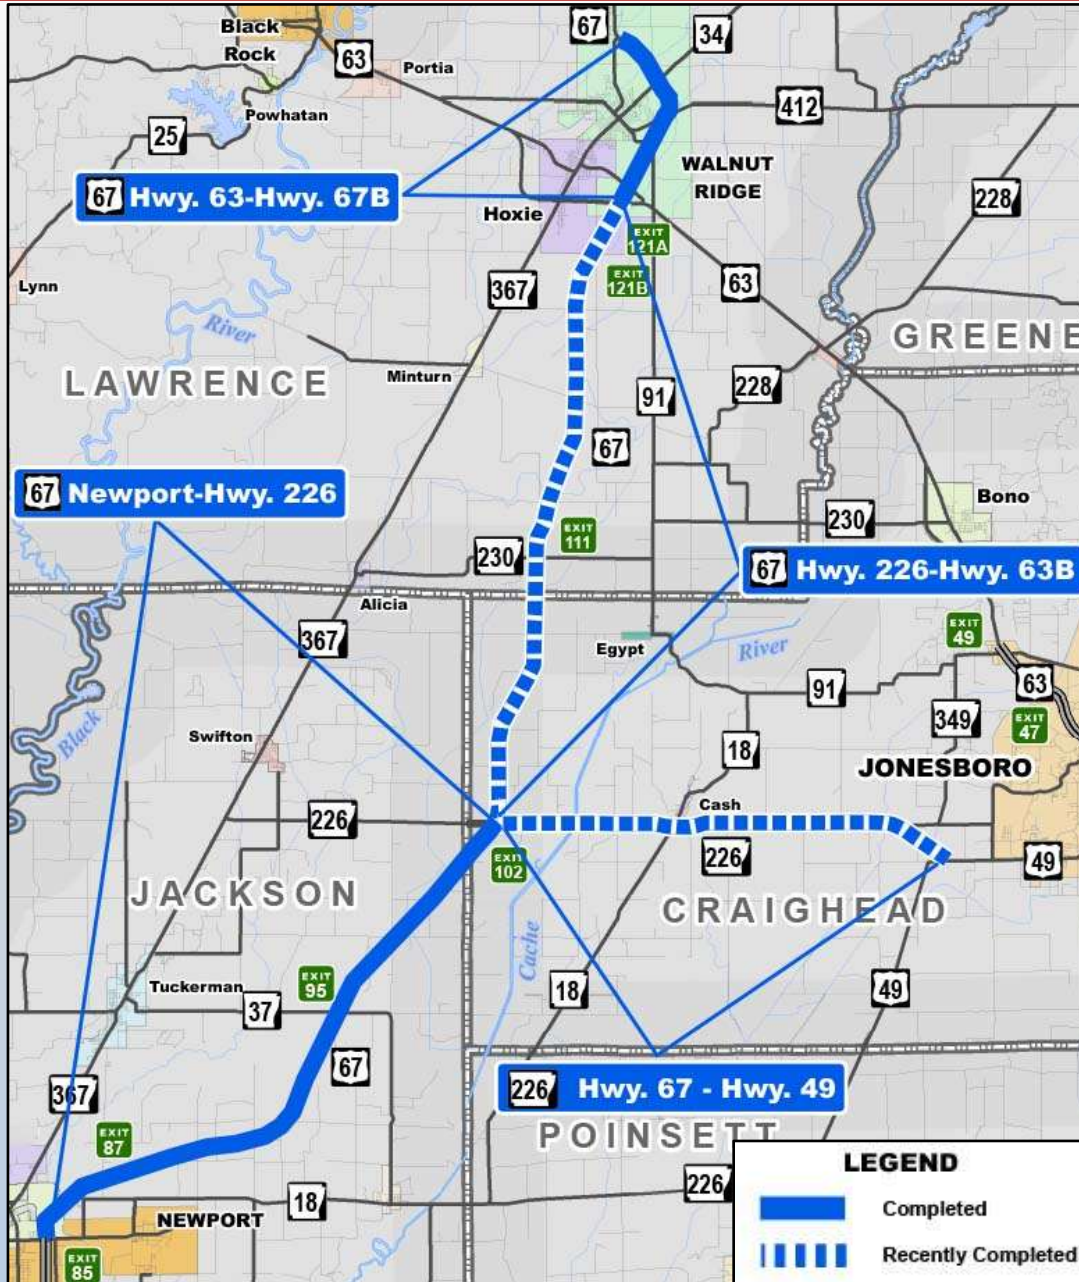 67
34
Black
Rock
63
Portia
412
Powhatan
25
WALNUT
RIDGE
67 Hwy. 63-Hwy. 67B
228
Hoxie
EXIT
121A
EXIT
121B
Lynn
367
63
River
GREENE
LAWRENCE
Minturn
228
91
67
67 Newport-Hwy. 226
Bono
230
EXIT
111
230
67 Hwy. 226-Hwy. 63B
Alicia
367
EXIT
49
Egypt
River
91
63
349
EXIT
47
Black
Swifton
18
JONESBORO
Cash
226
226
EXIT
102
49
JACKSON
CRAIGHEAD
Cache
Tuckerman
EXIT
95
18
49
37
67
367
226 Hwy. 67 - Hwy. 49
EXIT
87
POINSETT
226
18
NEWPORT
EXIT
85
LEGEND
Completed
Recently Completed